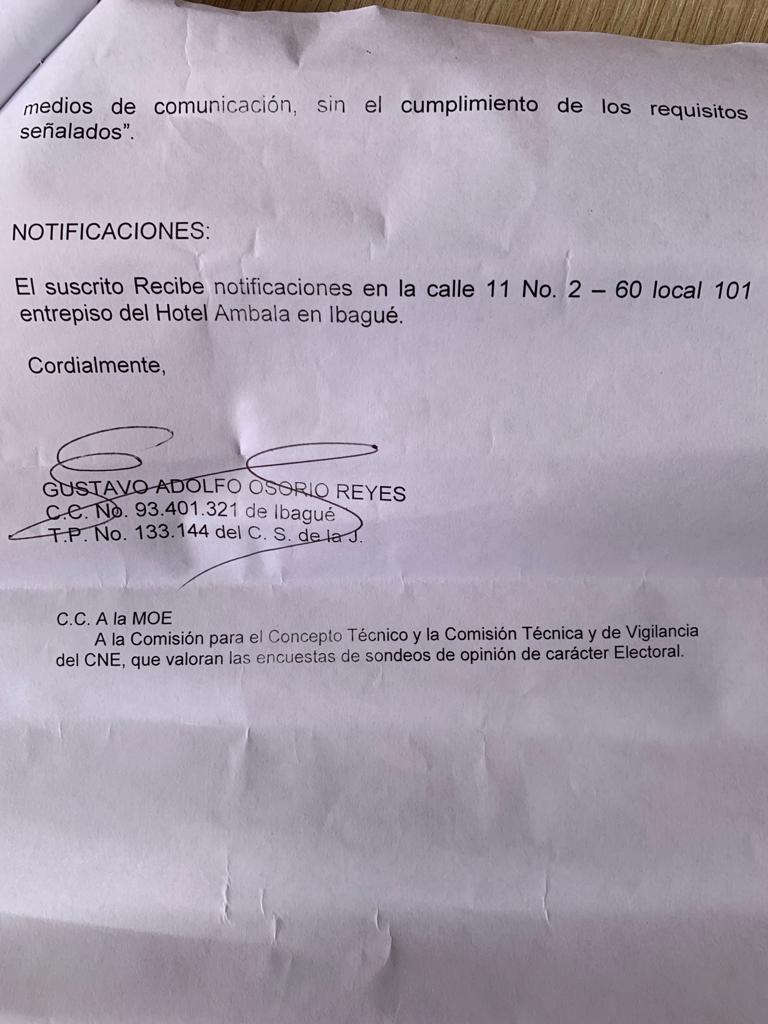 medios de comunicación, sin el cumplimiento de los requisitos
señalados”.
NOTIFICACIONES:
El suscrito Recibe notificaciones en la calle 11 No. 2 – 60 local 101
entrepiso del Hotel Ambala en Ibagué.
Cordialmente,
GUSTAVO ADOLFO OSORIO REYES
C.C. No. 93.401.321 de Ibagué
T.P. No. 133.144 del C. S. de la J.
C.C. A la MOE
A la Comisión para el Concepto Técnico y la Comisión Técnica y de Vigilancia
del CNE, que valoran las encuestas de sondeos de opinión de carácter Electoral.